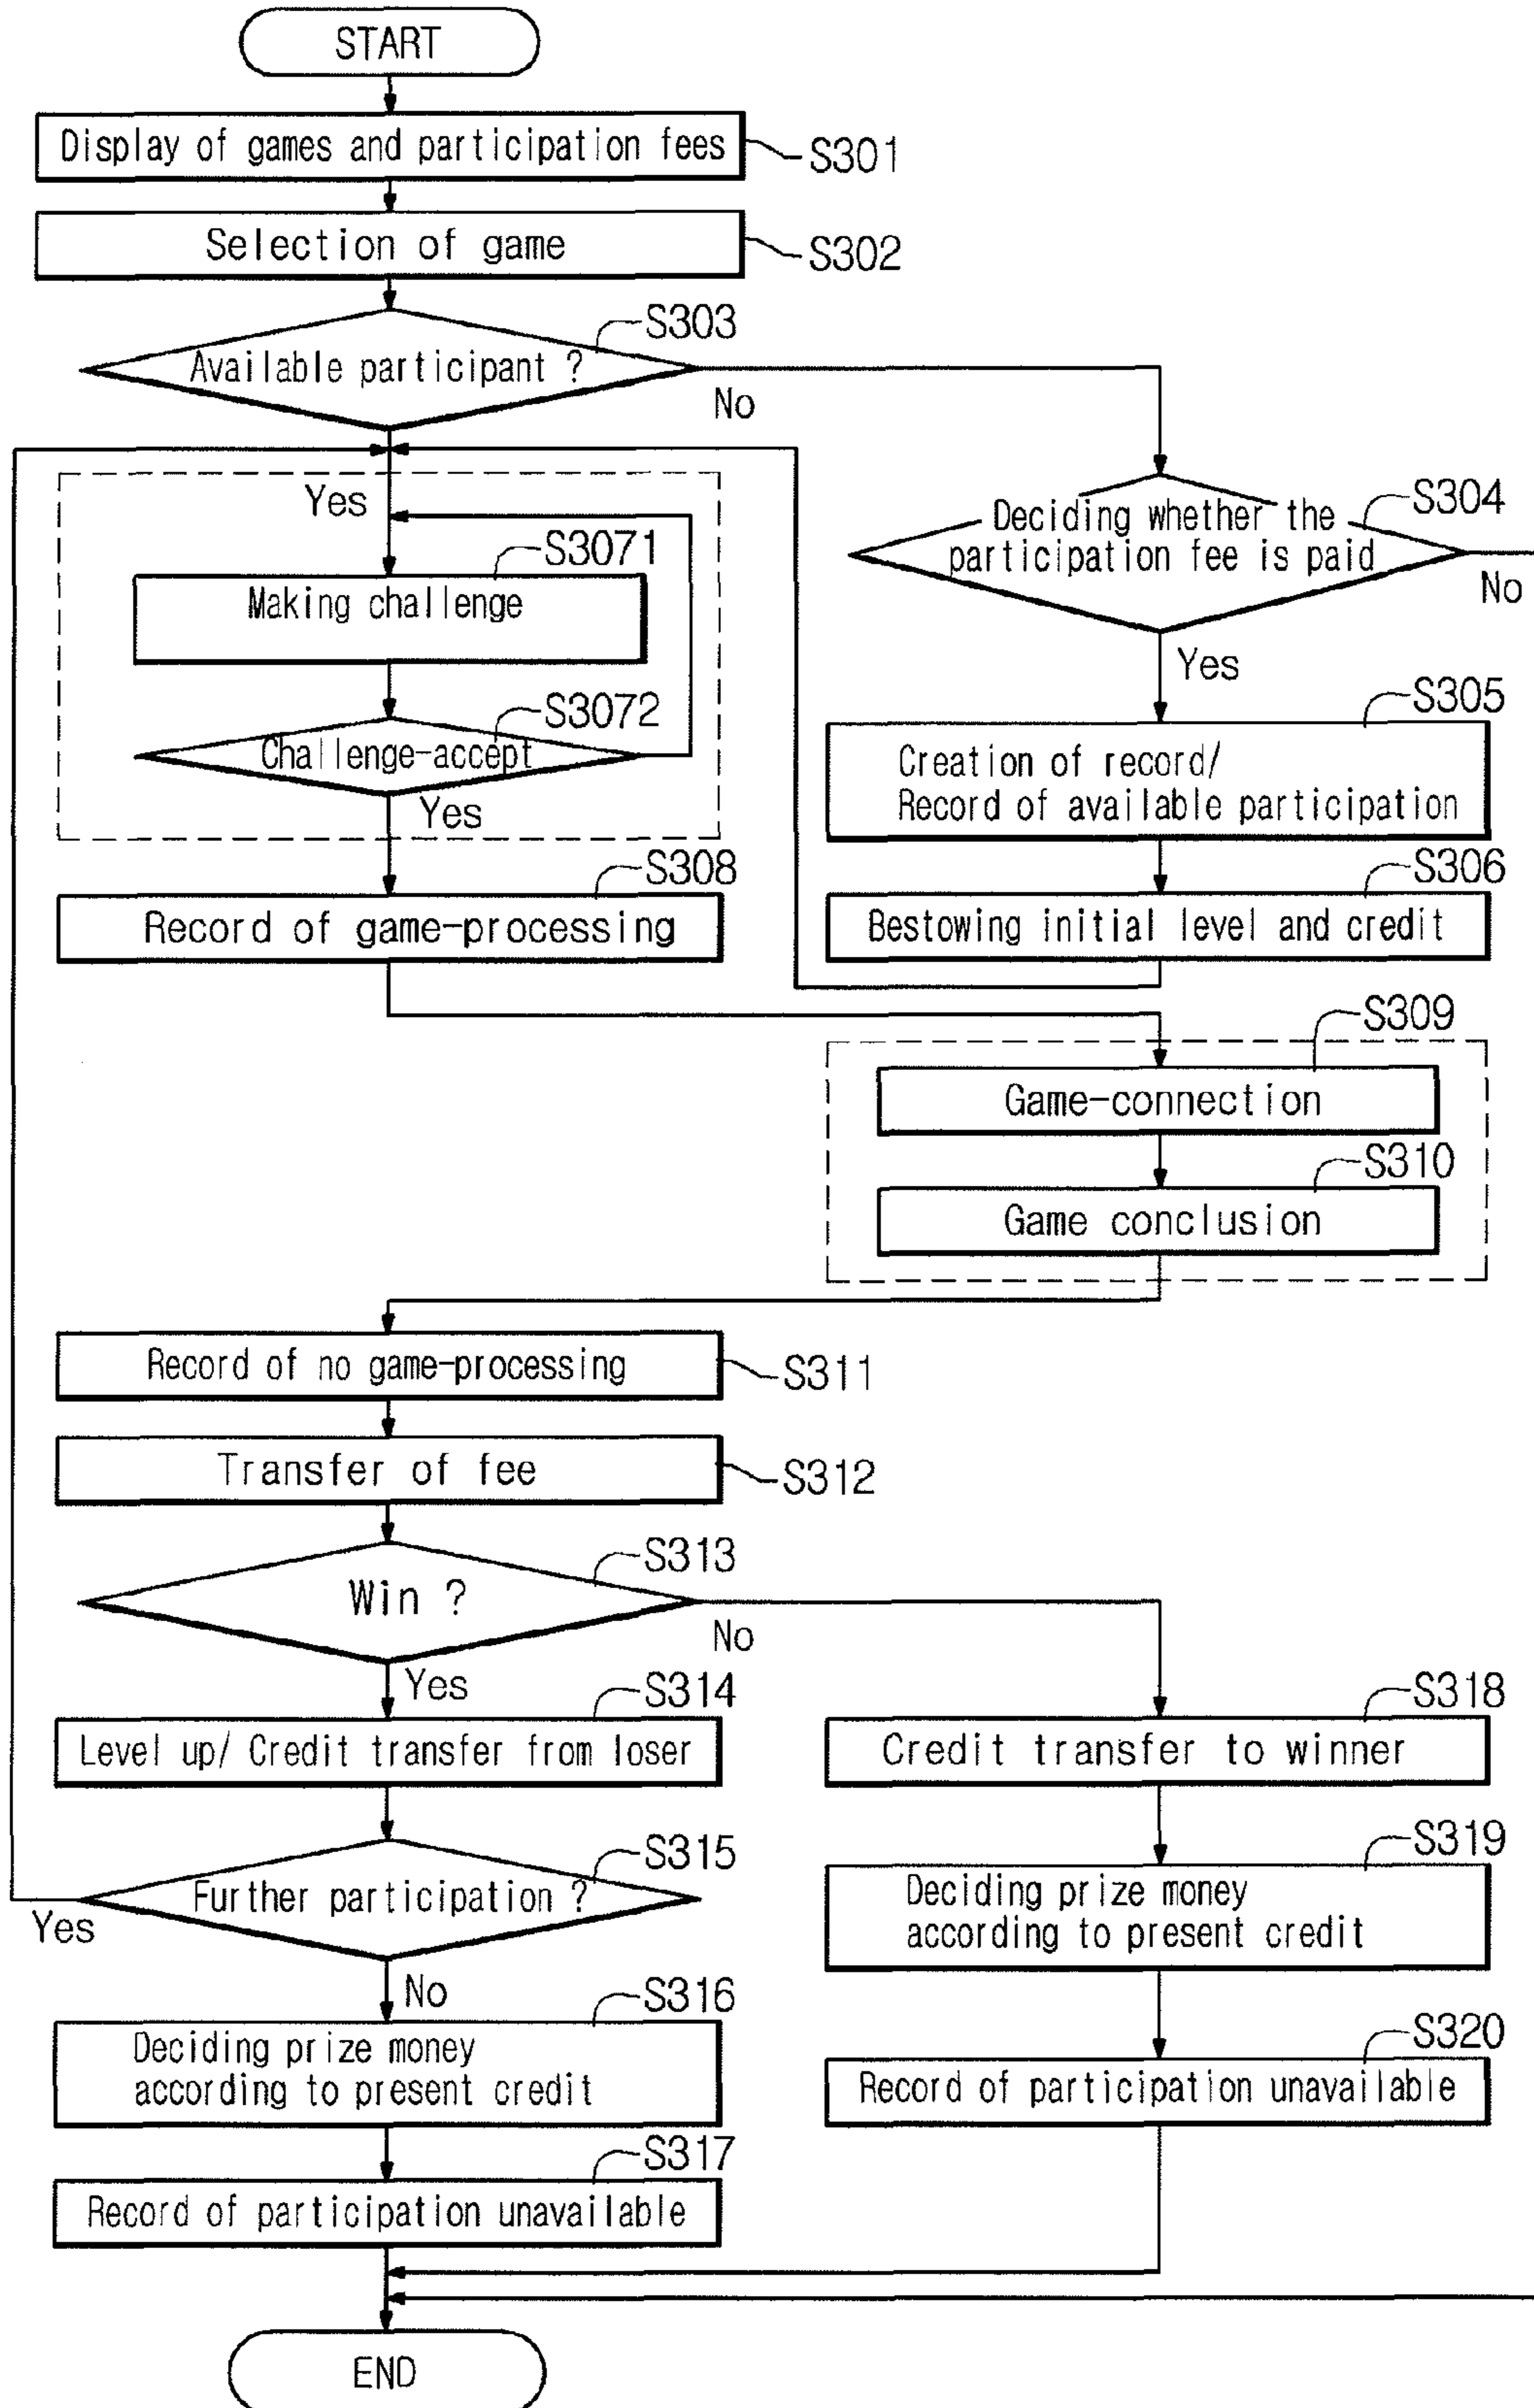 START
Display of games and participation fees
S301
Selection of game
S302
S303
Available participant ?
No
Yes
S304
Deciding whether the
participation fee is paid
No
Yes
S3071
Making challenge
S3072
Challenge-accept
Yes
S305
Creation of record/
Record of available participation
S308
Record of game-processing
S306
Bestowing initial level and credit
S309
Game-connection
S310
Game conclusion
Record of no game-processing
S311
Transfer of fee
S312
S313
Win ?
No
Yes
S314
Level up/ Credit transfer from loser
S318
Credit transfer to winner
S315
Further participation ?
Yes
No
S319
Deciding prize money
according to present credit
S316
Deciding prize money
according to present credit
S320
Record of participation unavailable
S317
Record of participation unavailable
END